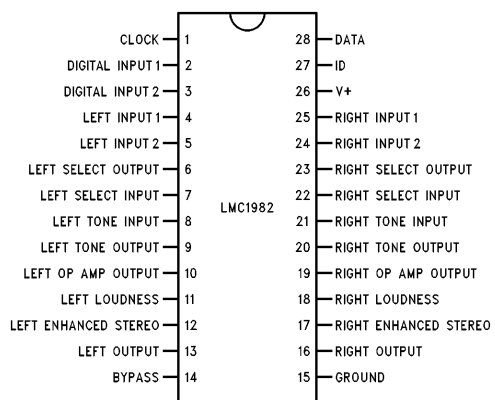 CLOCK 1 28 DATA
DIGITAL INPUT 1 2 27 ID
DIGITAL INPUT 2 3 26 V+
LEFT INPUT 1 4 25 RIGHT INPUT 1
LEFT INPUT 2 5 24 RIGHT INPUT 2
LEFT SELECT OUTPUT 6 23 RIGHT SELECT OUTPUT
LEFT SELECT INPUT 7 22 RIGHT SELECT INPUT
LMC1982
LEFT TONE INPUT 8 21 RIGHT TONE INPUT
LEFT TONE OUTPUT 9 20 RIGHT TONE OUTPUT
LEFT OP AMP OUTPUT 10 19 RIGHT OP AMP OUTPUT
LEFT LOUDNESS 11 18 RIGHT LOUDNESS
LEFT ENHANCED STEREO 12 17 RIGHT ENHANCED STEREO
LEFT OUTPUT 13 16 RIGHT OUTPUT
BYPASS 14 15 GROUND